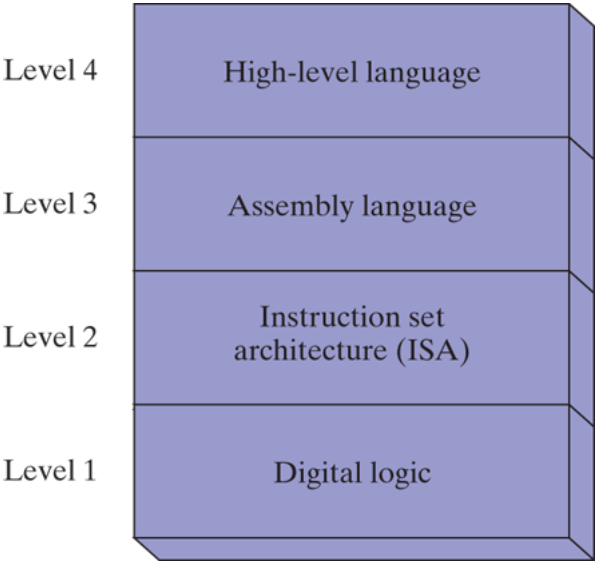 Level 4
High-level language
Level 3
Assembly language
Level 2
Instruction set
architecture (ISA)
Level 1
Digital logic